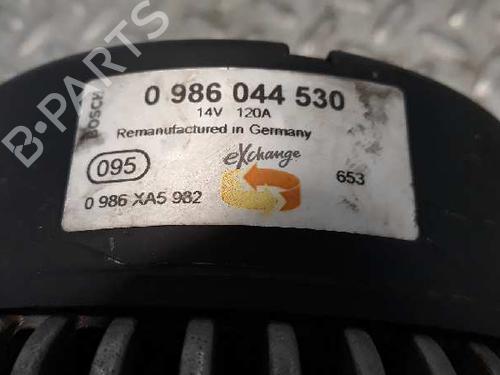 B-PARTS
BOSCH
0 986 044 530
14V 120A
Remanufactured in Germany
095
eXchange
653
0 986 XA5 982